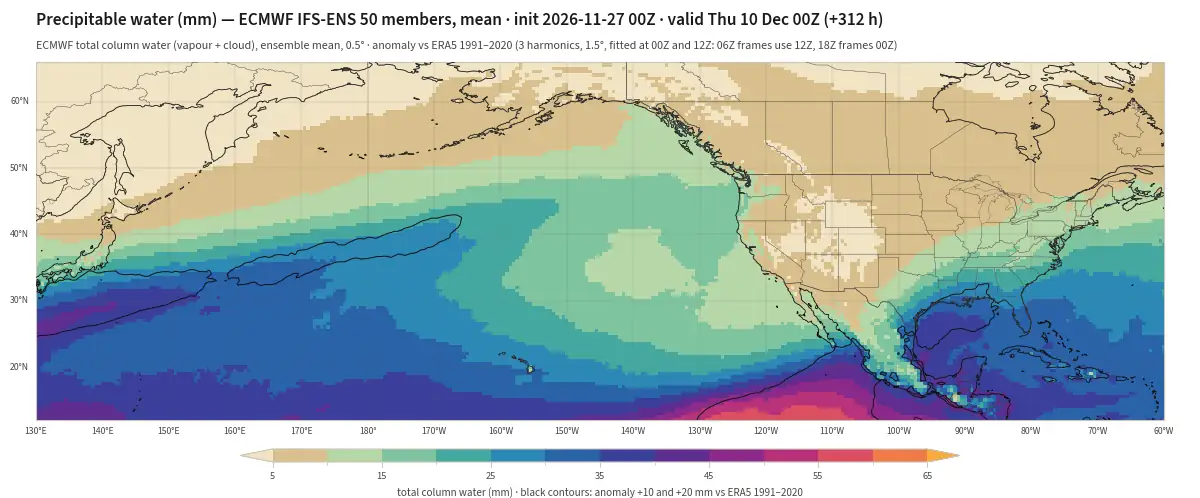 Precipitable water (mm) — ECMWF IFS-ENS 50 members, mean · init 2026-11-27 00Z · valid Thu 10 Dec 00Z (+312 h)
ECMWF total column water (vapour + cloud), ensemble mean, 0.5° · anomaly vs ERA5 1991–2020 (3 harmonics, 1.5°, fitted at 00Z and 12Z: 06Z frames use 12Z, 18Z frames 00Z)
60°N
50°N
40°N
30°N
20°N
130°E 140°E 150°E 160°E 170°E 180° 170°W 160°W 150°W 140°W 130°W 120°W 110°W 100°W 90°W 80°W 70°W 60°W
5 15 25 35 45 55 65
total column water (mm) · black contours: anomaly +10 and +20 mm vs ERA5 1991–2020